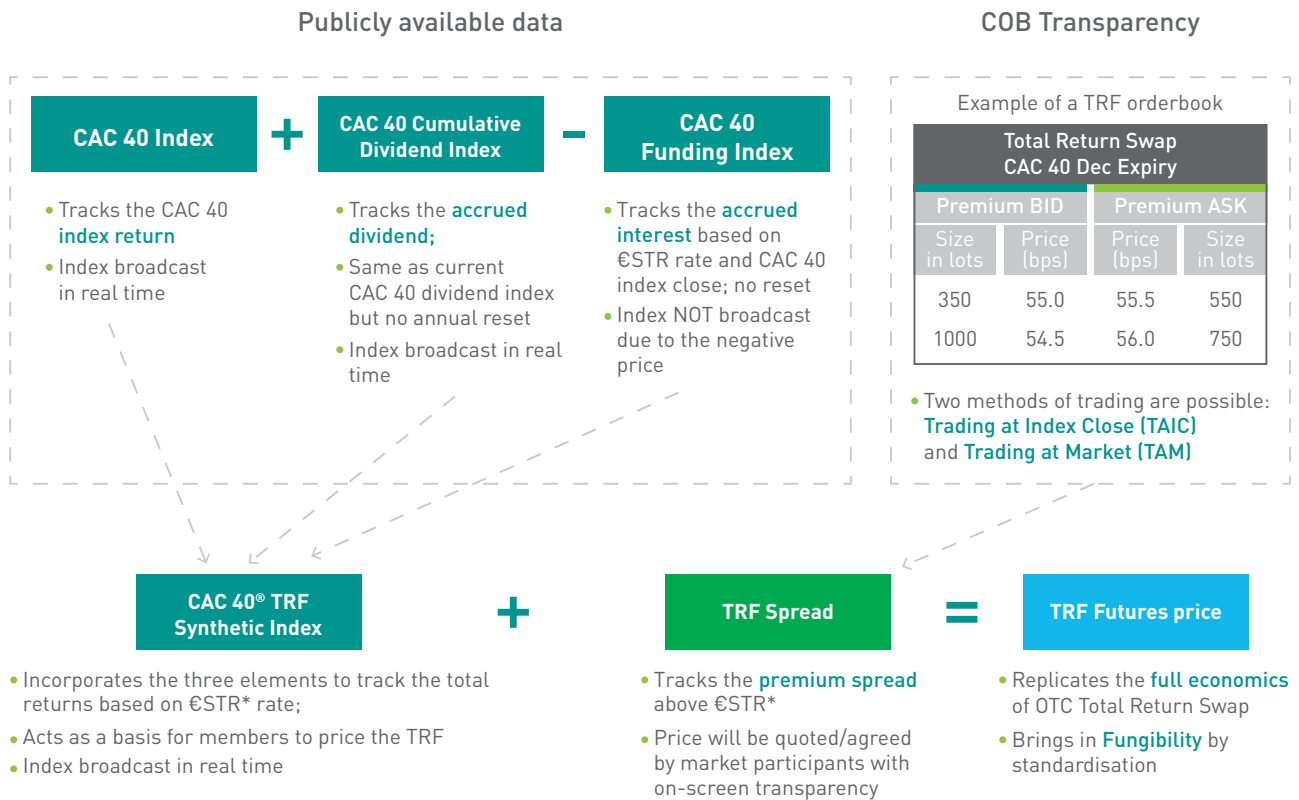 Publicly available data
COB Transparency
CAC 40 Index
+
CAC 40 Cumulative
Dividend Index
–
CAC 40
Funding Index
• Tracks the CAC 40
index return
• Index broadcast
in real time
• Tracks the accrued
dividend;
• Same as current
CAC 40 dividend index
but no annual reset
• Index broadcast in real
time
• Tracks the accrued
interest based on
€STR rate and CAC 40
index close; no reset
• Index NOT broadcast
due to the negative
price
Example of a TRF orderbook
Total Return Swap
CAC 40 Dec Expiry
Premium BID Premium ASK
Size
in lots
Price
(bps)
Price
(bps)
Size
in lots
350 55.0 55.5 550
1000 54.5 56.0 750
• Two methods of trading are possible:
Trading at Index Close (TAIC)
and Trading at Market (TAM)
CAC 40® TRF
Synthetic Index
+
TRF Spread
=
TRF Futures price
• Incorporates the three elements to track the total
returns based on €STR* rate;
• Acts as a basis for members to price the TRF
• Index broadcast in real time
• Tracks the premium spread
above €STR*
• Price will be quoted/agreed
by market participants with
on-screen transparency
• Replicates the full economics
of OTC Total Return Swap
• Brings in Fungibility by
standardisation